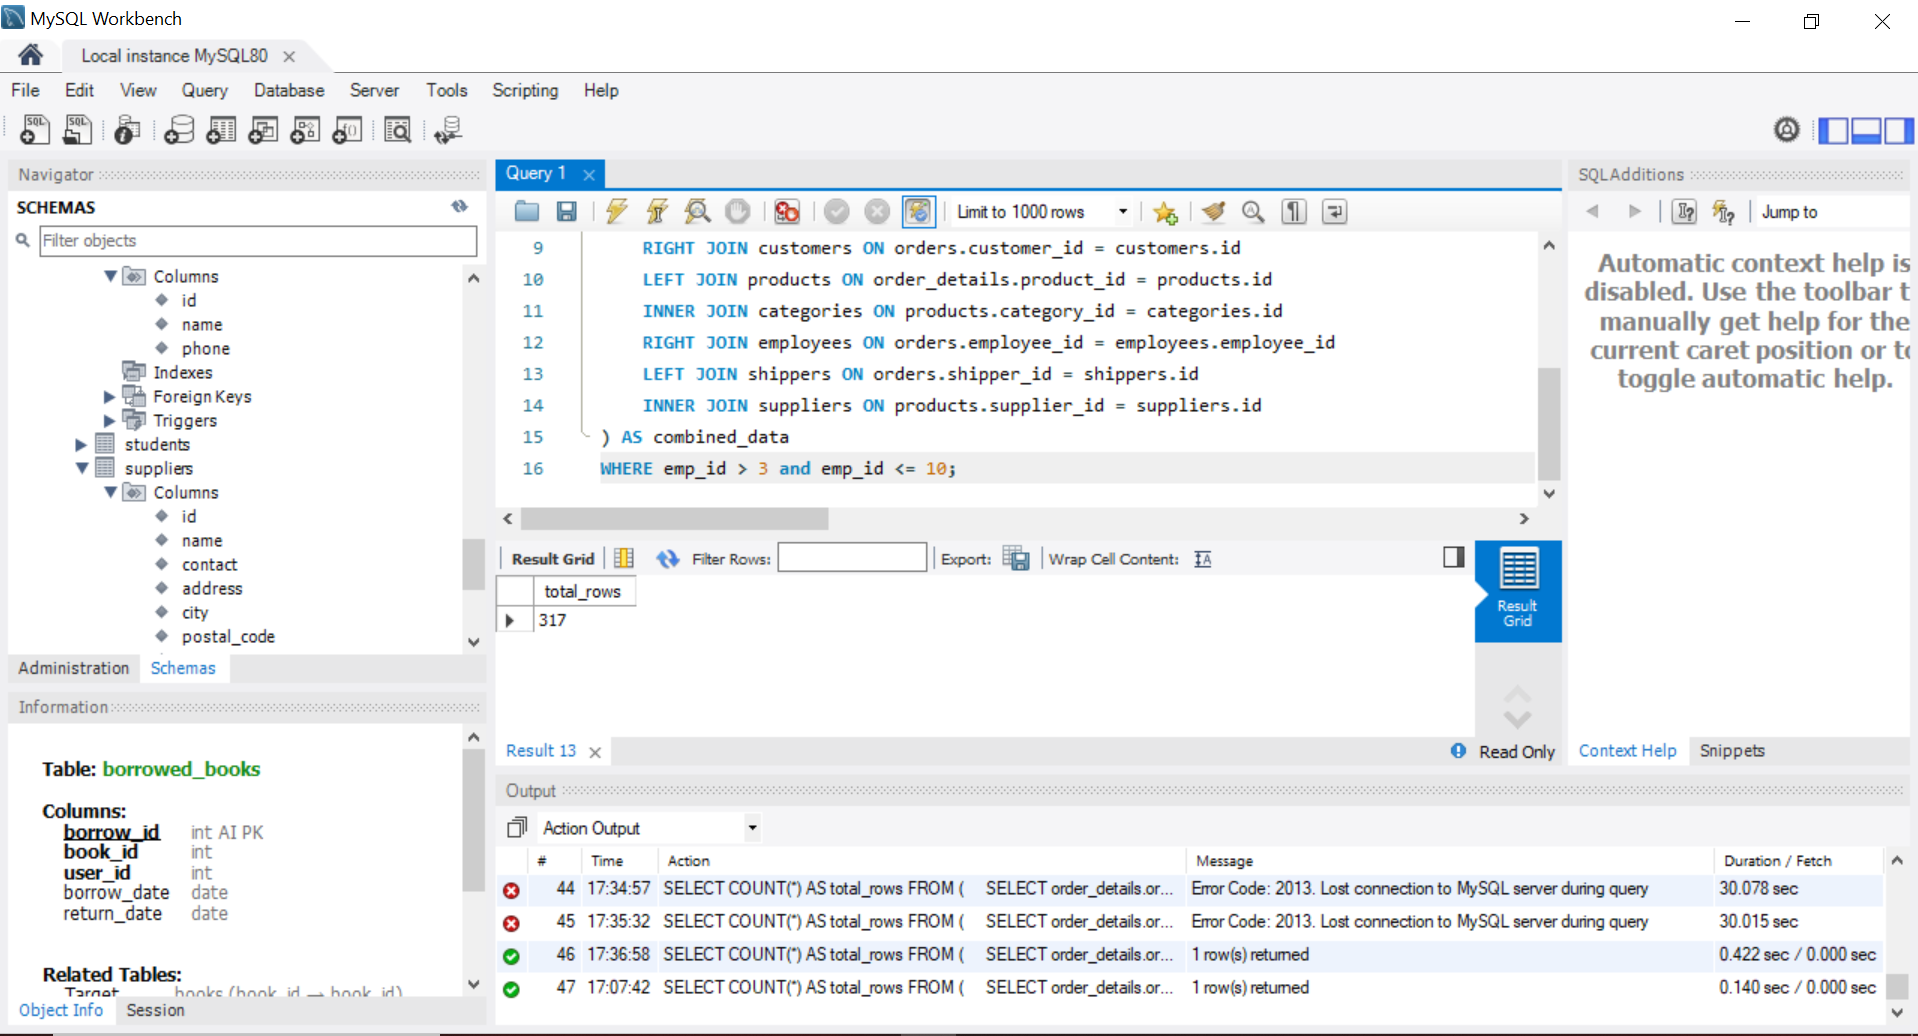 MySQL Workbench
Local instance MySQL80
File Edit View Query Database Server Tools Scripting Help
Navigator
SCHEMAS
Filter objects
Columns
id
name
phone
Indexes
Foreign Keys
Triggers
students
suppliers
Columns
id
name
contact
address
city
postal_code
Administration Schemas
Information
Table: borrowed_books
Columns:
borrow_id int AI PK
book_id int
user_id int
borrow_date date
return_date date
Related Tables:
Target books (book_id → book_id)
Object Info Session
Query 1
Limit to 1000 rows
9 RIGHT JOIN customers ON orders.customer_id = customers.id
10 LEFT JOIN products ON order_details.product_id = products.id
11 INNER JOIN categories ON products.category_id = categories.id
12 RIGHT JOIN employees ON orders.employee_id = employees.employee_id
13 LEFT JOIN shippers ON orders.shipper_id = shippers.id
14 INNER JOIN suppliers ON products.supplier_id = suppliers.id
15 ) AS combined_data
16 WHERE emp_id > 3 and emp_id <= 10;
Result Grid Filter Rows: Export: Wrap Cell Content:
total_rows
317
Result Grid
Result 13
Read Only
SQLAdditions
Jump to
Automatic context help is
disabled. Use the toolbar t
manually get help for the
current caret position or to
toggle automatic help.
Context Help Snippets
Output
Action Output
# Time Action Message Duration / Fetch
44 17:34:57 SELECT COUNT(*) AS total_rows FROM ( SELECT order_details.or... Error Code: 2013. Lost connection to MySQL server during query 30.078 sec
45 17:35:32 SELECT COUNT(*) AS total_rows FROM ( SELECT order_details.or... Error Code: 2013. Lost connection to MySQL server during query 30.015 sec
46 17:36:58 SELECT COUNT(*) AS total_rows FROM ( SELECT order_details.or... 1 row(s) returned 0.422 sec / 0.000 sec
47 17:07:42 SELECT COUNT(*) AS total_rows FROM ( SELECT order_details.or... 1 row(s) returned 0.140 sec / 0.000 sec